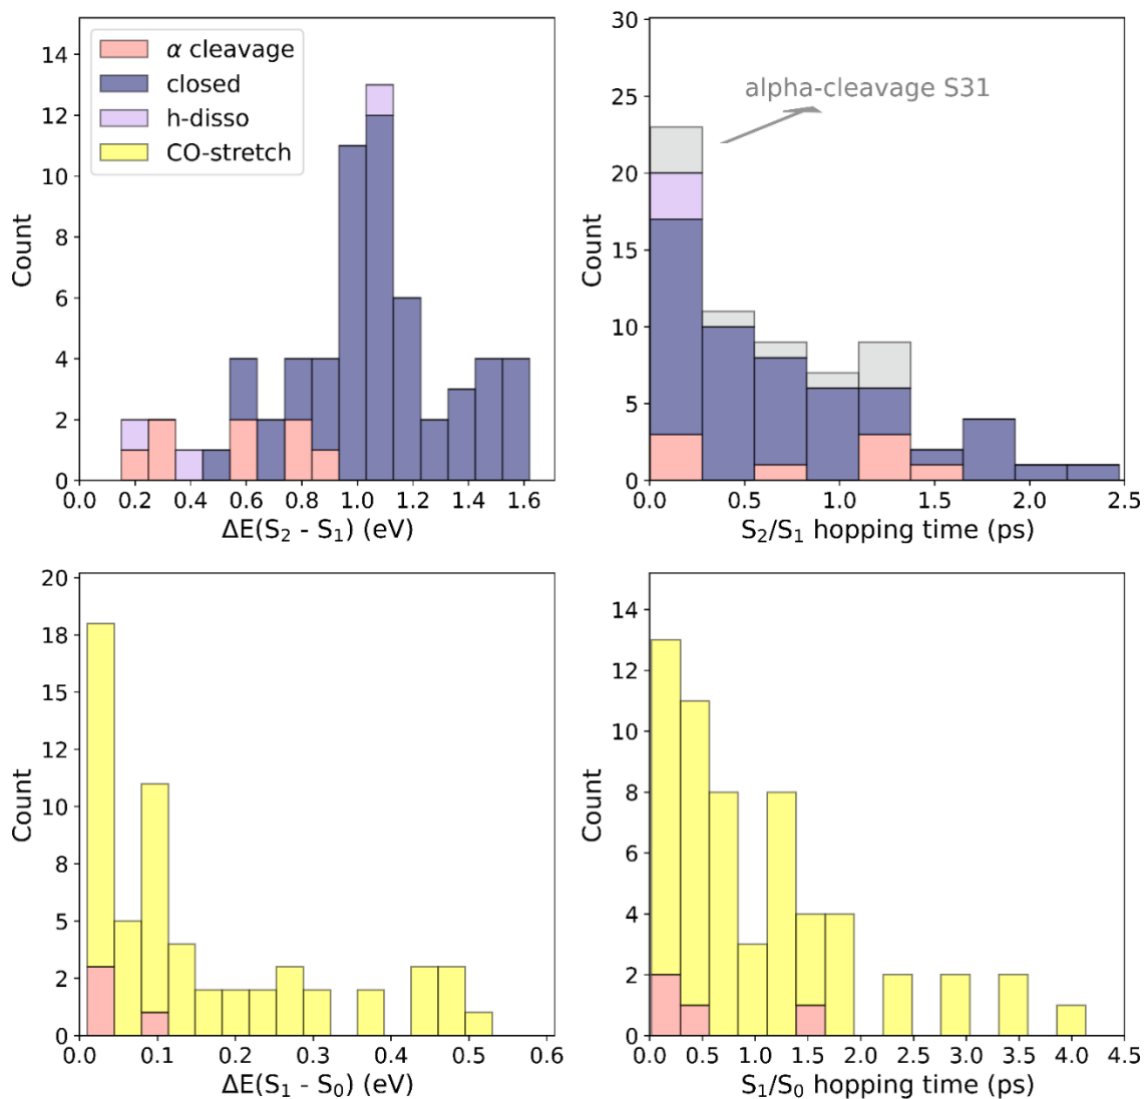 14
12
10
8
6
4
2
0
Count
α cleavage
closed
h-disso
CO-stretch
0.0 0.2 0.4 0.6 0.8 1.0 1.2 1.4 1.6
ΔE(S₂ - S₁) (eV)
30
25
20
15
10
5
0
Count
alpha-cleavage S31
0.0 0.5 1.0 1.5 2.0 2.5
S₂/S₁ hopping time (ps)
20
18
15
12
10
8
5
2
0
Count
0.0 0.1 0.2 0.3 0.4 0.5 0.6
ΔE(S₁ - S₀) (eV)
14
12
10
8
6
4
2
0
Count
0.0 0.5 1.0 1.5 2.0 2.5 3.0 3.5 4.0 4.5
S₁/S₀ hopping time (ps)